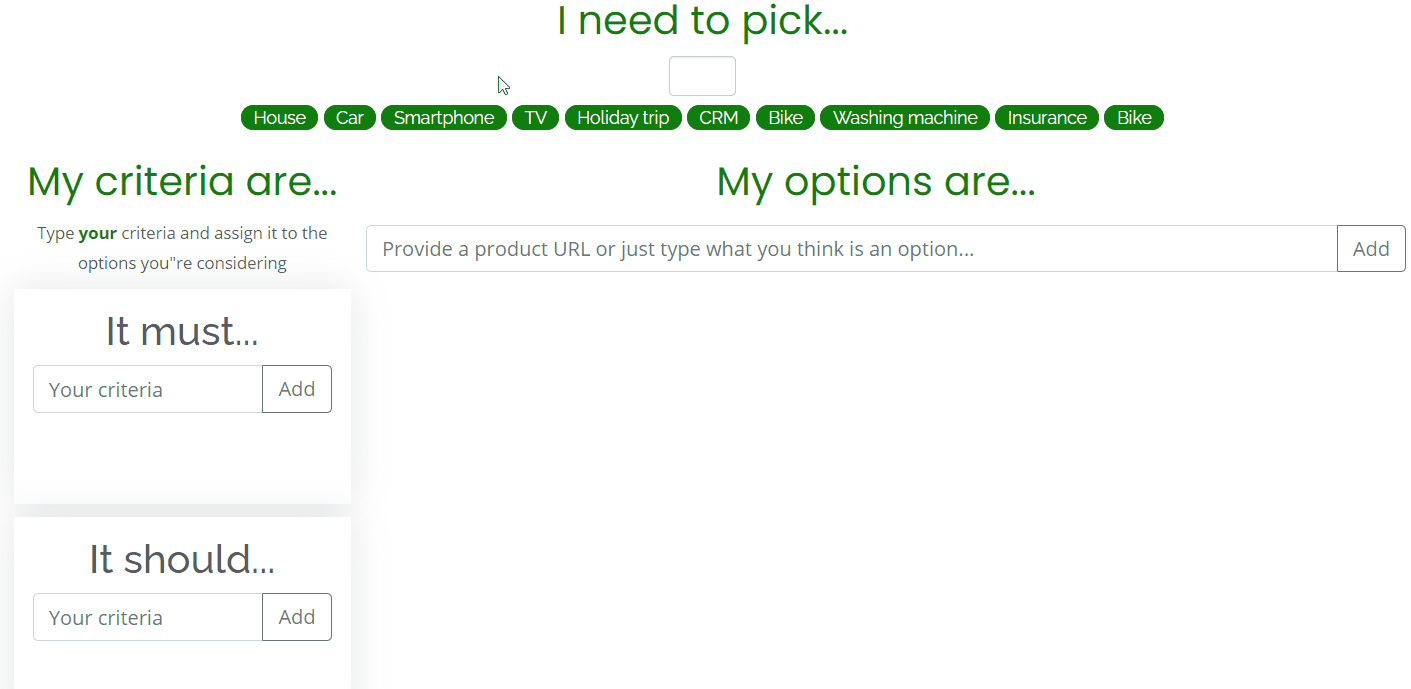 I need to pick...
House Car Smartphone TV Holiday trip CRM Bike Washing machine Insurance Bike
My criteria are...
Type your criteria and assign it to the
options you"re considering
It must...
Your criteria Add
It should...
Your criteria Add
My options are...
Provide a product URL or just type what you think is an option... Add